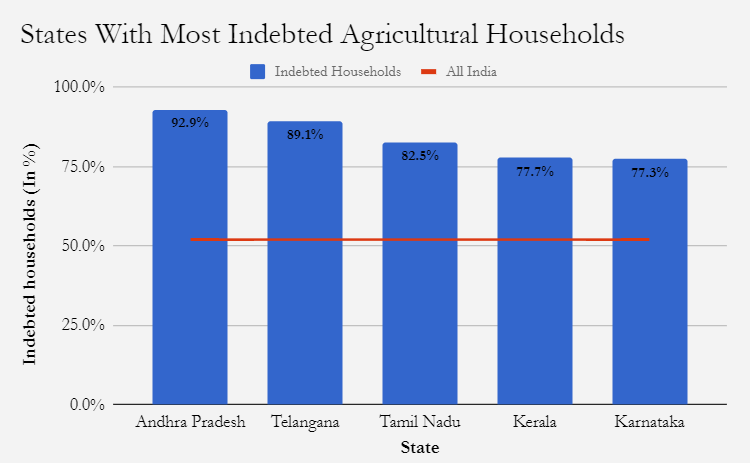 States With Most Indebted Agricultural Households
Indebted Households All India
Indebted households (In %)
100.0%
75.0%
50.0%
25.0%
0.0%
92.9% 89.1% 82.5% 77.7% 77.3%
Andhra Pradesh Telangana Tamil Nadu Kerala Karnataka
State